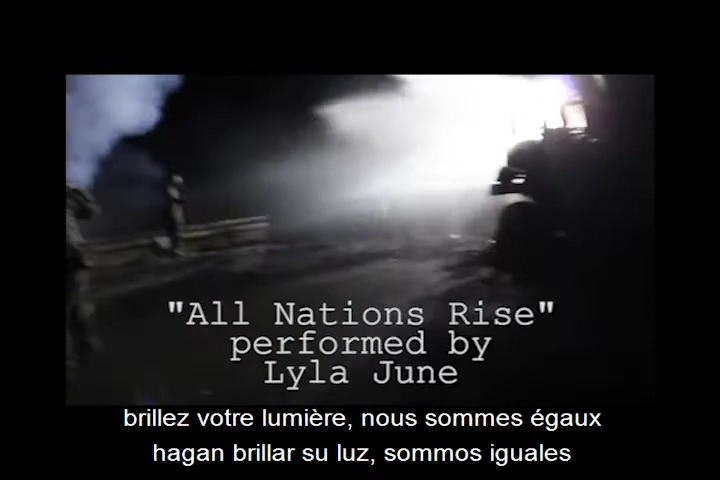 "All Nations Rise"
performed by
Lyla June
brillez votre lumière, nous sommes égaux
hagan brillar su luz, sommos iguales